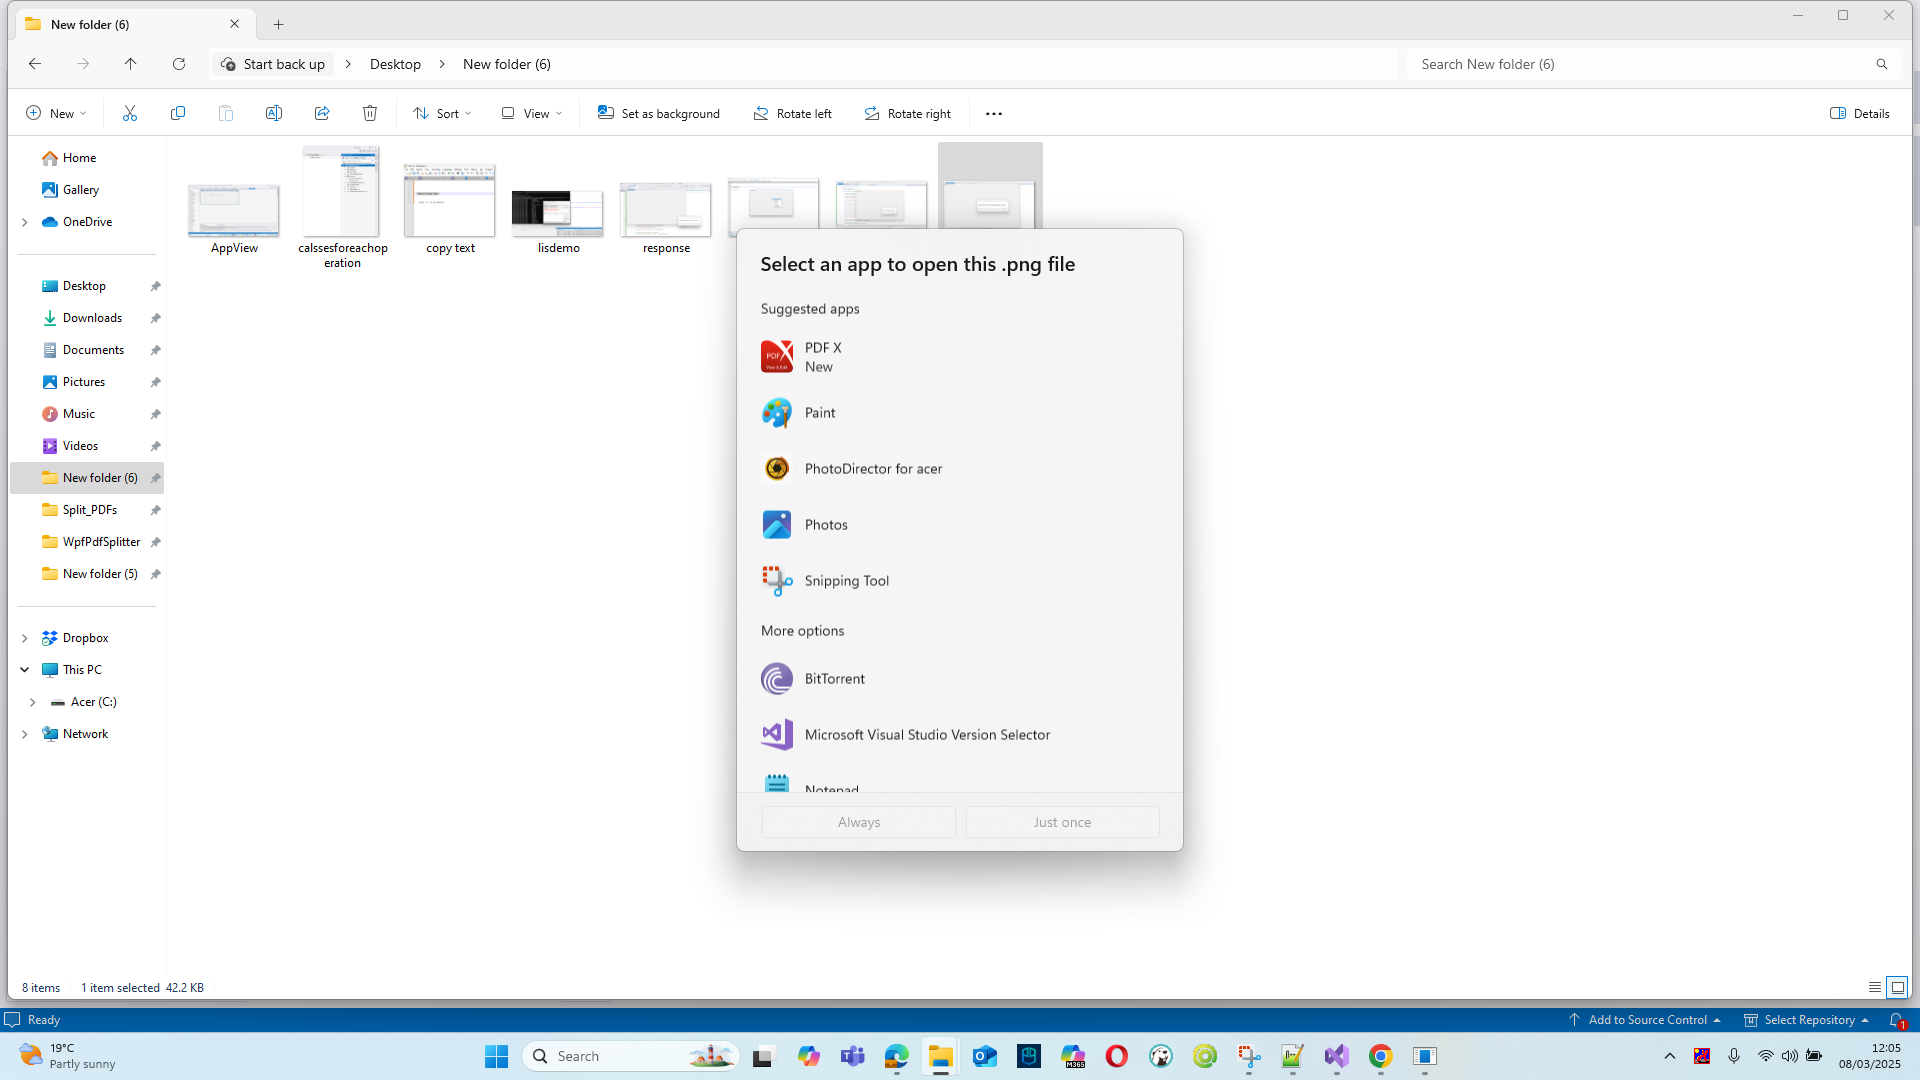 New folder (6)
Start back up
Desktop
New folder (6)
Search New folder (6)
New
Sort
View
Set as background
Rotate left
Rotate right
Details
Home
Gallery
OneDrive
Desktop
Downloads
Documents
Pictures
Music
Videos
New folder (6)
Split_PDFs
WpfPdfSplitter
New folder (5)
Dropbox
This PC
Acer (C:)
Network
AppView
calssesforeachop
eration
copy text
lisdemo
response
Select an app to open this .png file
Suggested apps
PDF X
New
Paint
PhotoDirector for acer
Photos
Snipping Tool
More options
BitTorrent
Microsoft Visual Studio Version Selector
Notepad
Always
Just once
8 items
1 item selected 42.2 KB
Ready
Add to Source Control
Select Repository
1
19°C
Partly sunny
Search
M365
12:05
08/03/2025